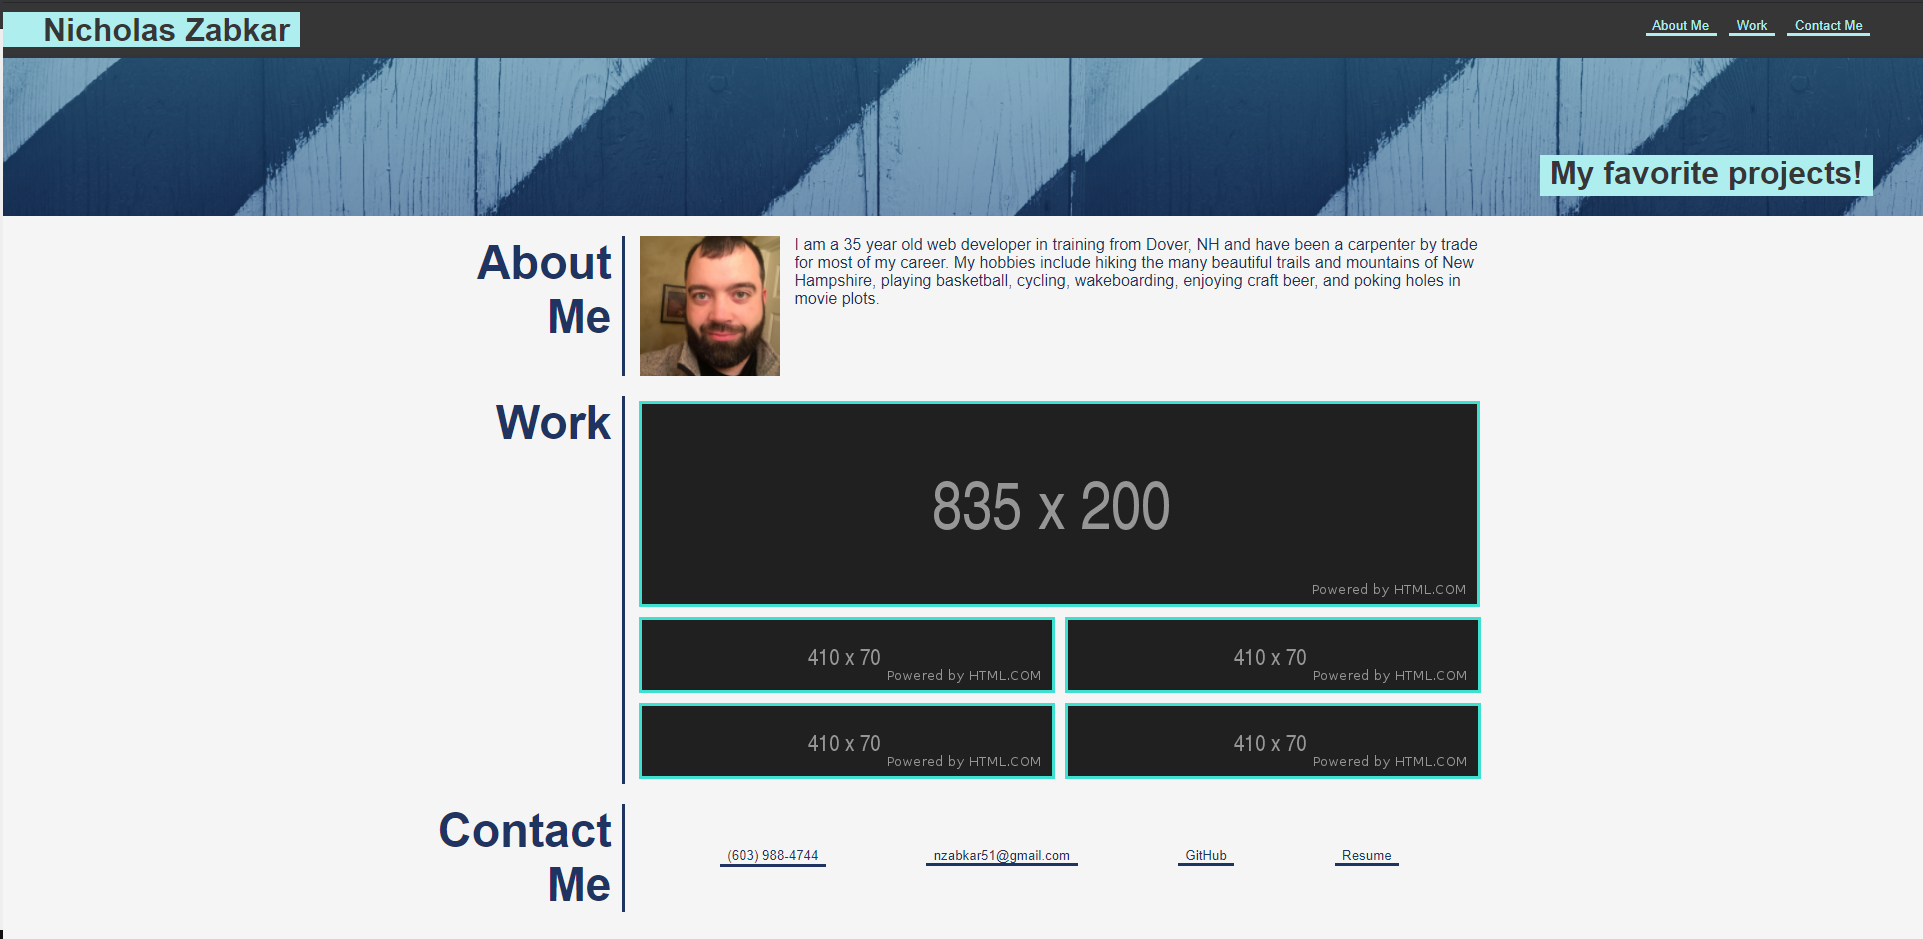 Nicholas Zabkar
About Me Work Contact Me
My favorite projects!
About
Me
I am a 35 year old web developer in training from Dover, NH and have been a carpenter by trade
for most of my career. My hobbies include hiking the many beautiful trails and mountains of New
Hampshire, playing basketball, cycling, wakeboarding, enjoying craft beer, and poking holes in
movie plots.
Work
835 x 200
Powered by HTML.COM
410 x 70
Powered by HTML.COM
410 x 70
Powered by HTML.COM
410 x 70
Powered by HTML.COM
410 x 70
Powered by HTML.COM
Contact
Me
(603) 988-4744 nzabkar51@gmail.com GitHub Resume